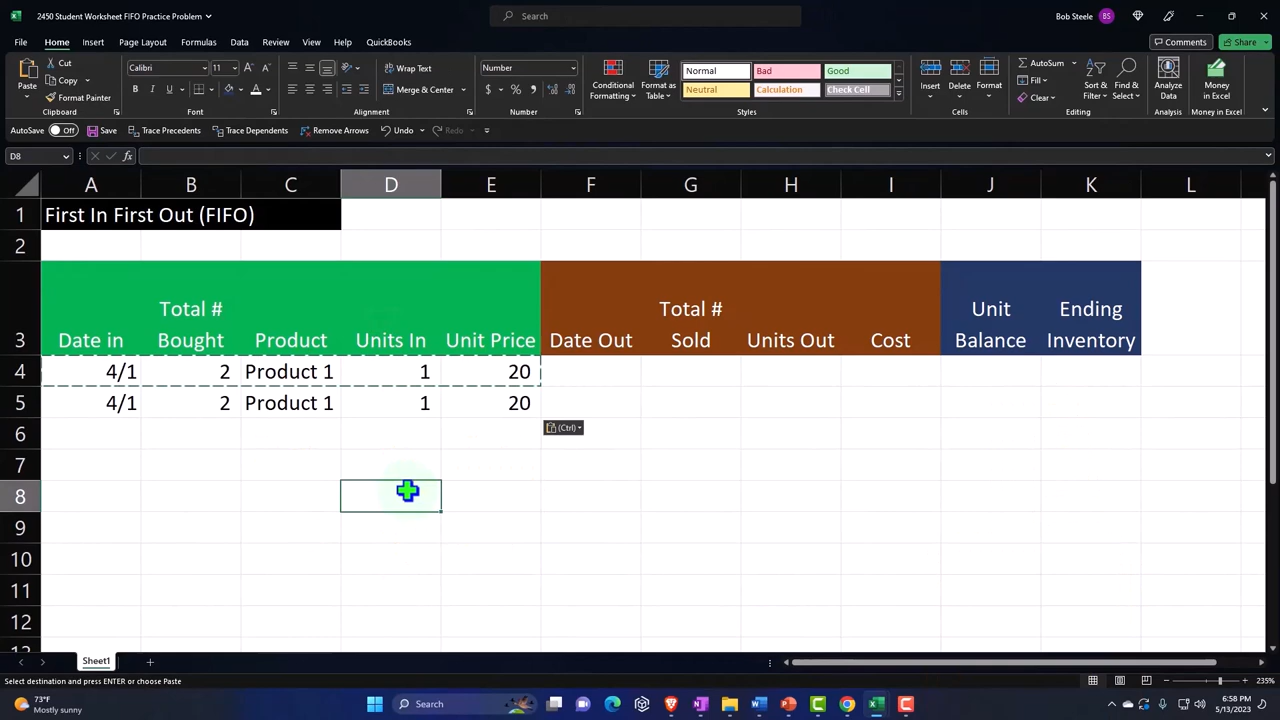 2450 Student Worksheet FIFO Practice Problem
Search
Bob Steele BS
File Home Insert Page Layout Formulas Data Review View Help QuickBooks Comments Share
Paste Cut Copy Format Painter Clipboard
Calibri 11 B I U Font
Wrap Text Merge & Center Alignment
Number $ % Number
Conditional Formatting Format as Table Normal Bad Good Neutral Calculation Check Cell Styles
Insert Delete Format Cells
AutoSum Fill Clear Sort & Filter Find & Select Editing
Analyze Data Analysis Money in Excel Money in Excel
AutoSave Off Save Trace Precedents Trace Dependents Remove Arrows Undo Redo
D8 fx
A B C D E F G H I J K L
1 First In First Out (FIFO)
2
Total # Total # Unit Ending
3 Date in Bought Product Units In Unit Price Date Out Sold Units Out Cost Balance Inventory
4 4/1 2 Product 1 1 20
5 4/1 2 Product 1 1 20
(Ctrl)
6
7
8
9
10
11
12
13
Sheet1
Select destination and press ENTER or choose Paste 235%
73°F
Mostly sunny
Search
6:58 PM
5/13/2023